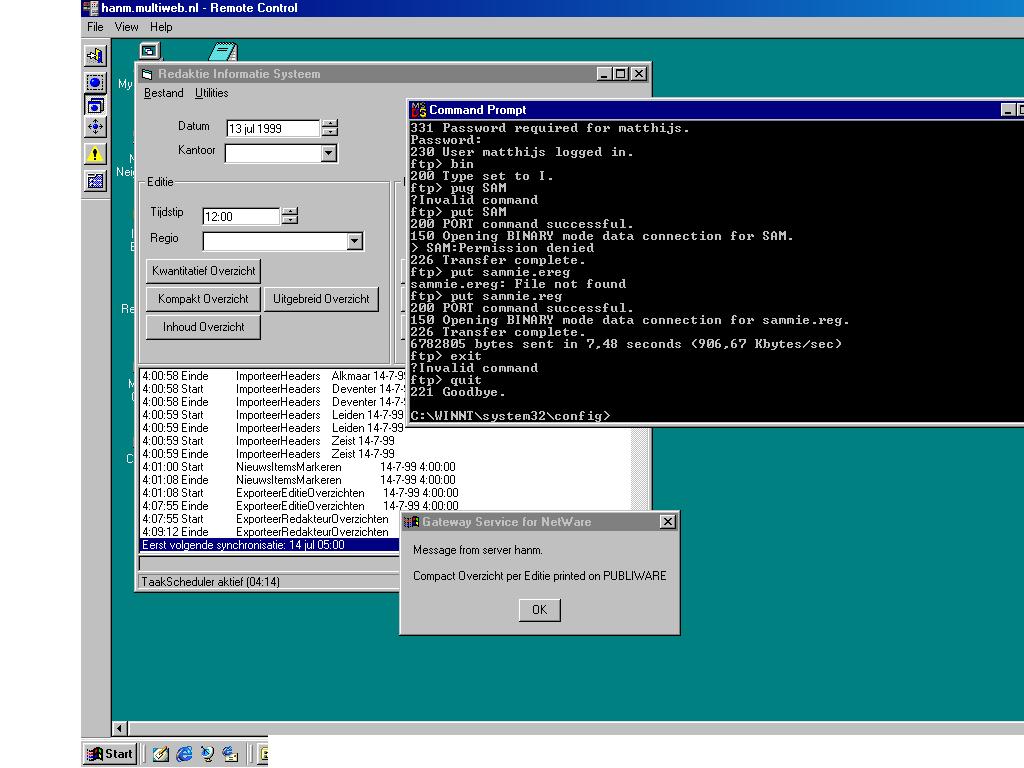 hanm.multiweb.nl - Remote Control
File View Help
My
Redaktie Informatie Systeem
Bestand Utilities
Datum 13 jul 1999
Kantoor
Editie
Tijdstip 12:00
Regio
Kwantitatief Overzicht
Kompakt Overzicht Uitgebreid Overzicht
Inhoud Overzicht
4:00:58 Einde ImporteerHeaders Alkmaar 14-7-9
4:00:58 Start ImporteerHeaders Deventer 14-7-
4:00:58 Einde ImporteerHeaders Deventer 14-7-
4:00:59 Start ImporteerHeaders Leiden 14-7-99
4:00:59 Einde ImporteerHeaders Leiden 14-7-99
4:00:59 Start ImporteerHeaders Zeist 14-7-99
4:00:59 Einde ImporteerHeaders Zeist 14-7-99
4:01:00 Start NieuwsItemsMarkeren 14-7-99 4:00:00
4:01:08 Einde NieuwsItemsMarkeren 14-7-99 4:00:00
4:01:08 Start ExporteerEditieOverzichten 14-7-99 4:00:00
4:07:55 Einde ExporteerEditieOverzichten 14-7-99 4:00:00
4:07:55 Start ExporteerRedakteurOverzichten
4:09:12 Einde ExporteerRedakteurOverzichten
Eerst volgende synchronisatie: 14 jul 05:00
TaakScheduler aktief (04:14)
Command Prompt
331 Password required for matthijs.
Password:
230 User matthijs logged in.
ftp> bin
200 Type set to I.
ftp> pug SAM
?Invalid command
ftp> put SAM
200 PORT command successful.
150 Opening BINARY mode data connection for SAM.
> SAM:Permission denied
226 Transfer complete.
ftp> put sammie.ereg
sammie.ereg: File not found
ftp> put sammie.reg
200 PORT command successful.
150 Opening BINARY mode data connection for sammie.reg.
226 Transfer complete.
6782805 bytes sent in 7,48 seconds (906,67 Kbytes/sec)
ftp> exit
?Invalid command
ftp> quit
221 Goodbye.
C:\WINNT\system32\config>
Gateway Service for NetWare
Message from server hanm.
Compact Overzicht per Editie printed on PUBLIWARE
OK
Start